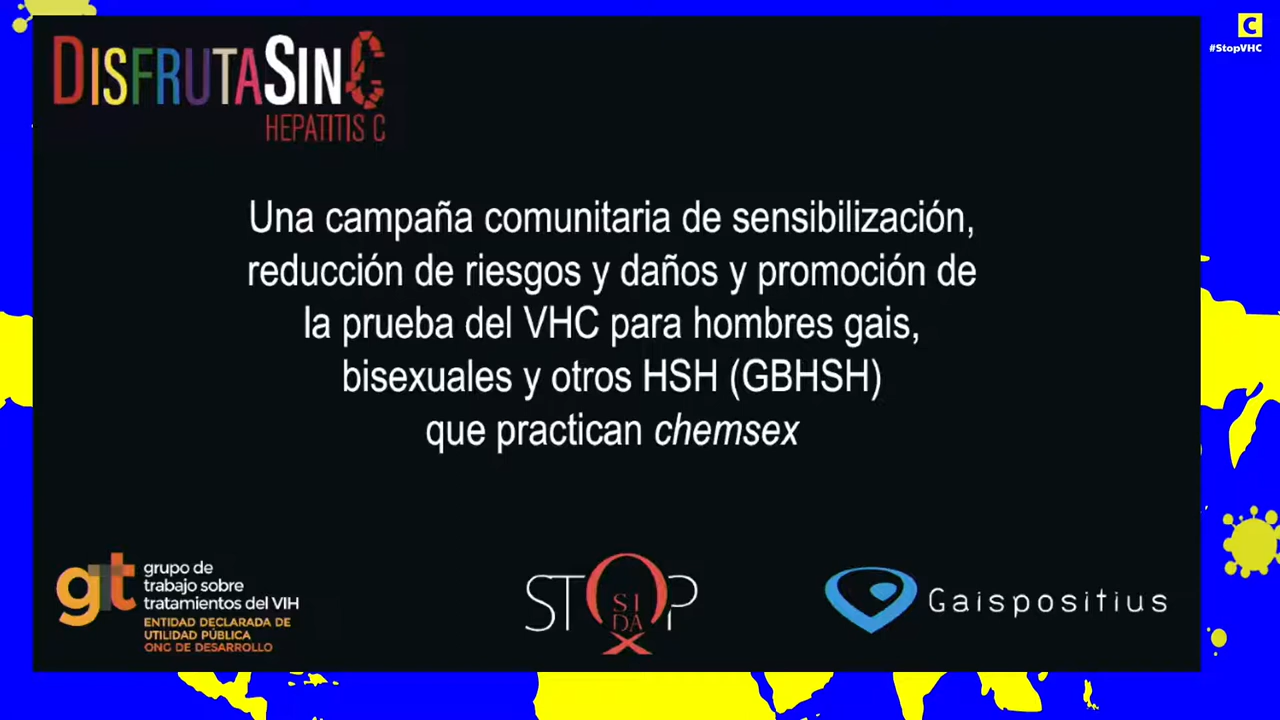 DISFRUTASINC
HEPATITIS C
C
#StopVHC
Una campaña comunitaria de sensibilización,
reducción de riesgos y daños y promoción de
la prueba del VHC para hombres gais,
bisexuales y otros HSH (GBHSH)
que practican chemsex
gtt
grupo de
trabajo sobre
tratamientos del VIH
ENTIDAD DECLARADA DE
UTILIDAD PÚBLICA
ONG DE DESARROLLO
STOP
SIDA
Gaispositius